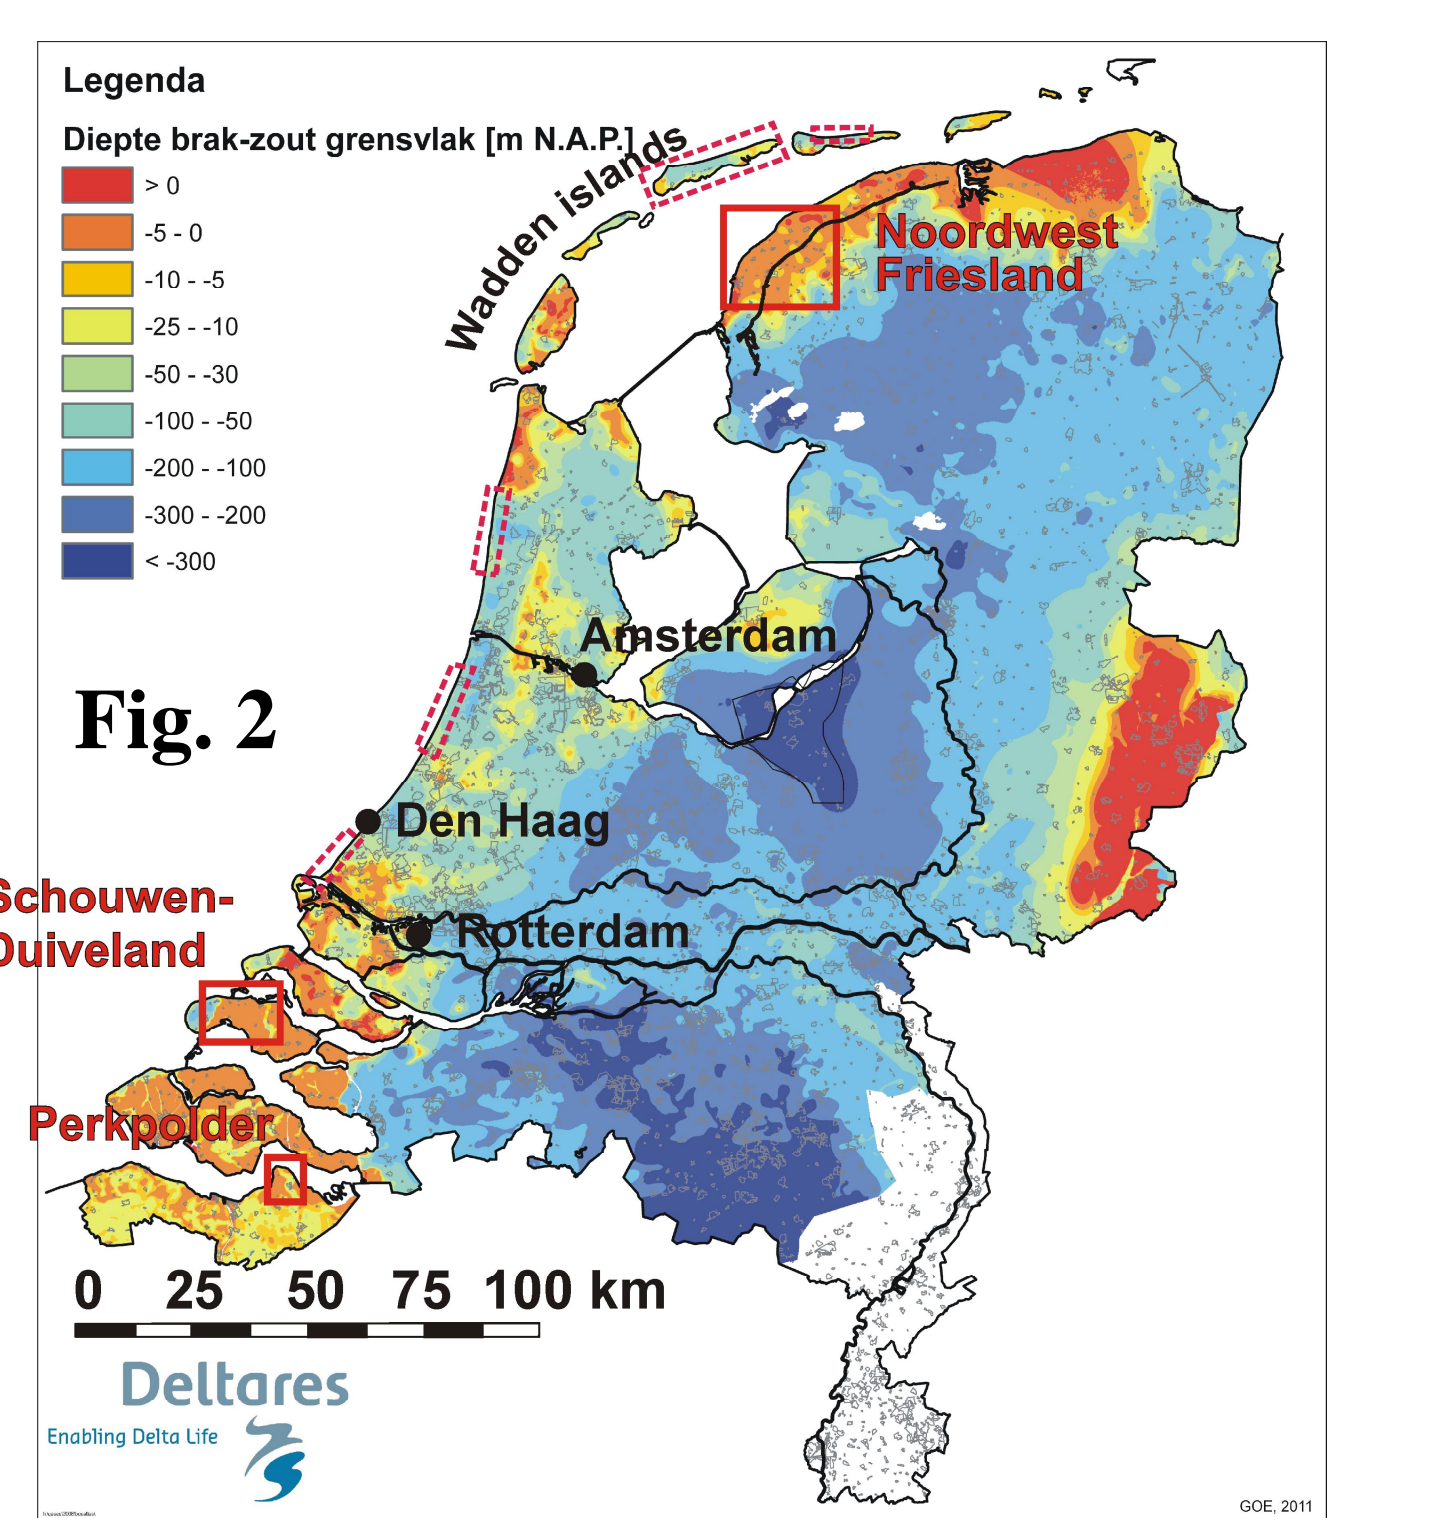 Legenda
Diepte brak-zout grensvlak [m N.A.P.]
> 0
-5 - 0
-10 - -5
-25 - -10
-50 - -30
-100 - -50
-200 - -100
-300 - -200
< -300
Wadden islands
Noordwest
Friesland
Amsterdam
Fig. 2
Den Haag
Schouwen-
Duiveland
Rotterdam
Perkpolder
0 25 50 75 100 km
Deltares
Enabling Delta Life
GOE, 2011